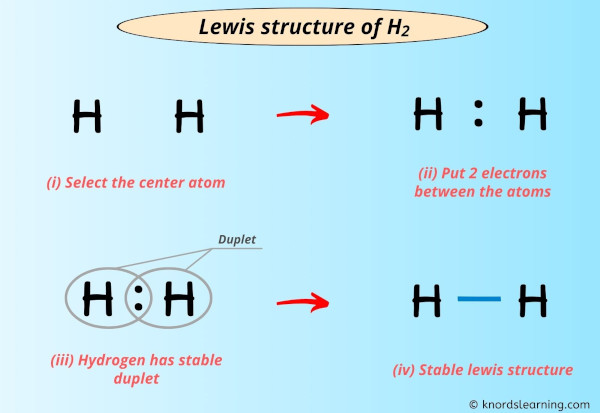 Lewis structure of H₂
H H
(i) Select the center atom
H : H
(ii) Put 2 electrons
between the atoms
Duplet
H : H
(iii) Hydrogen has stable
duplet
H — H
(iv) Stable lewis structure
© knordslearning.com